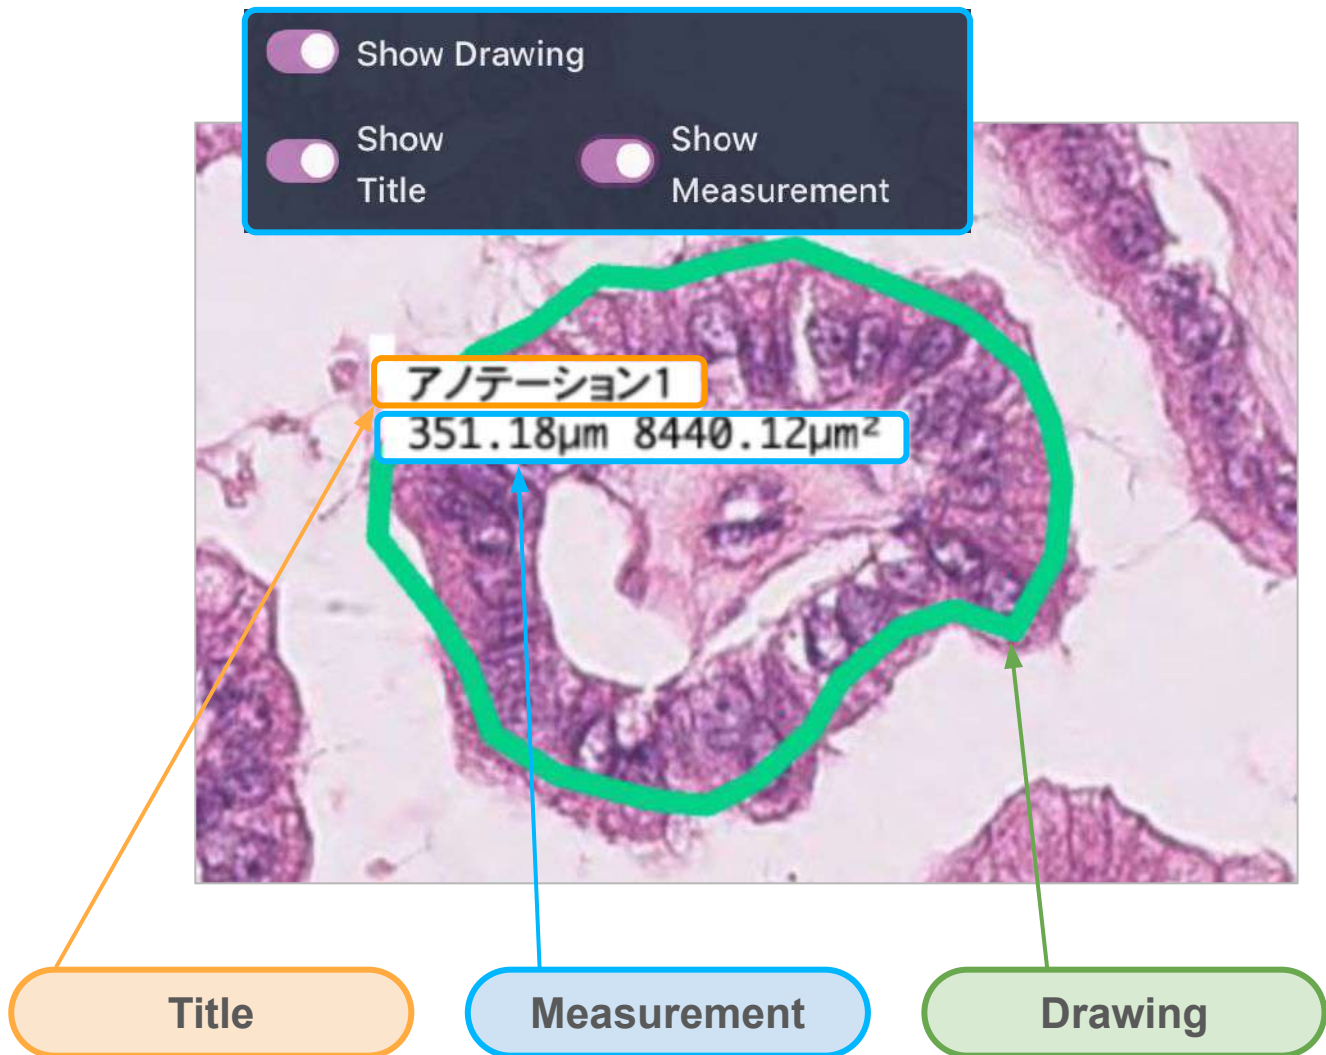 Show Drawing
Show
Title
Show
Measurement
アノテーション1
351.18μm 8440.12μm²
Title
Measurement
Drawing